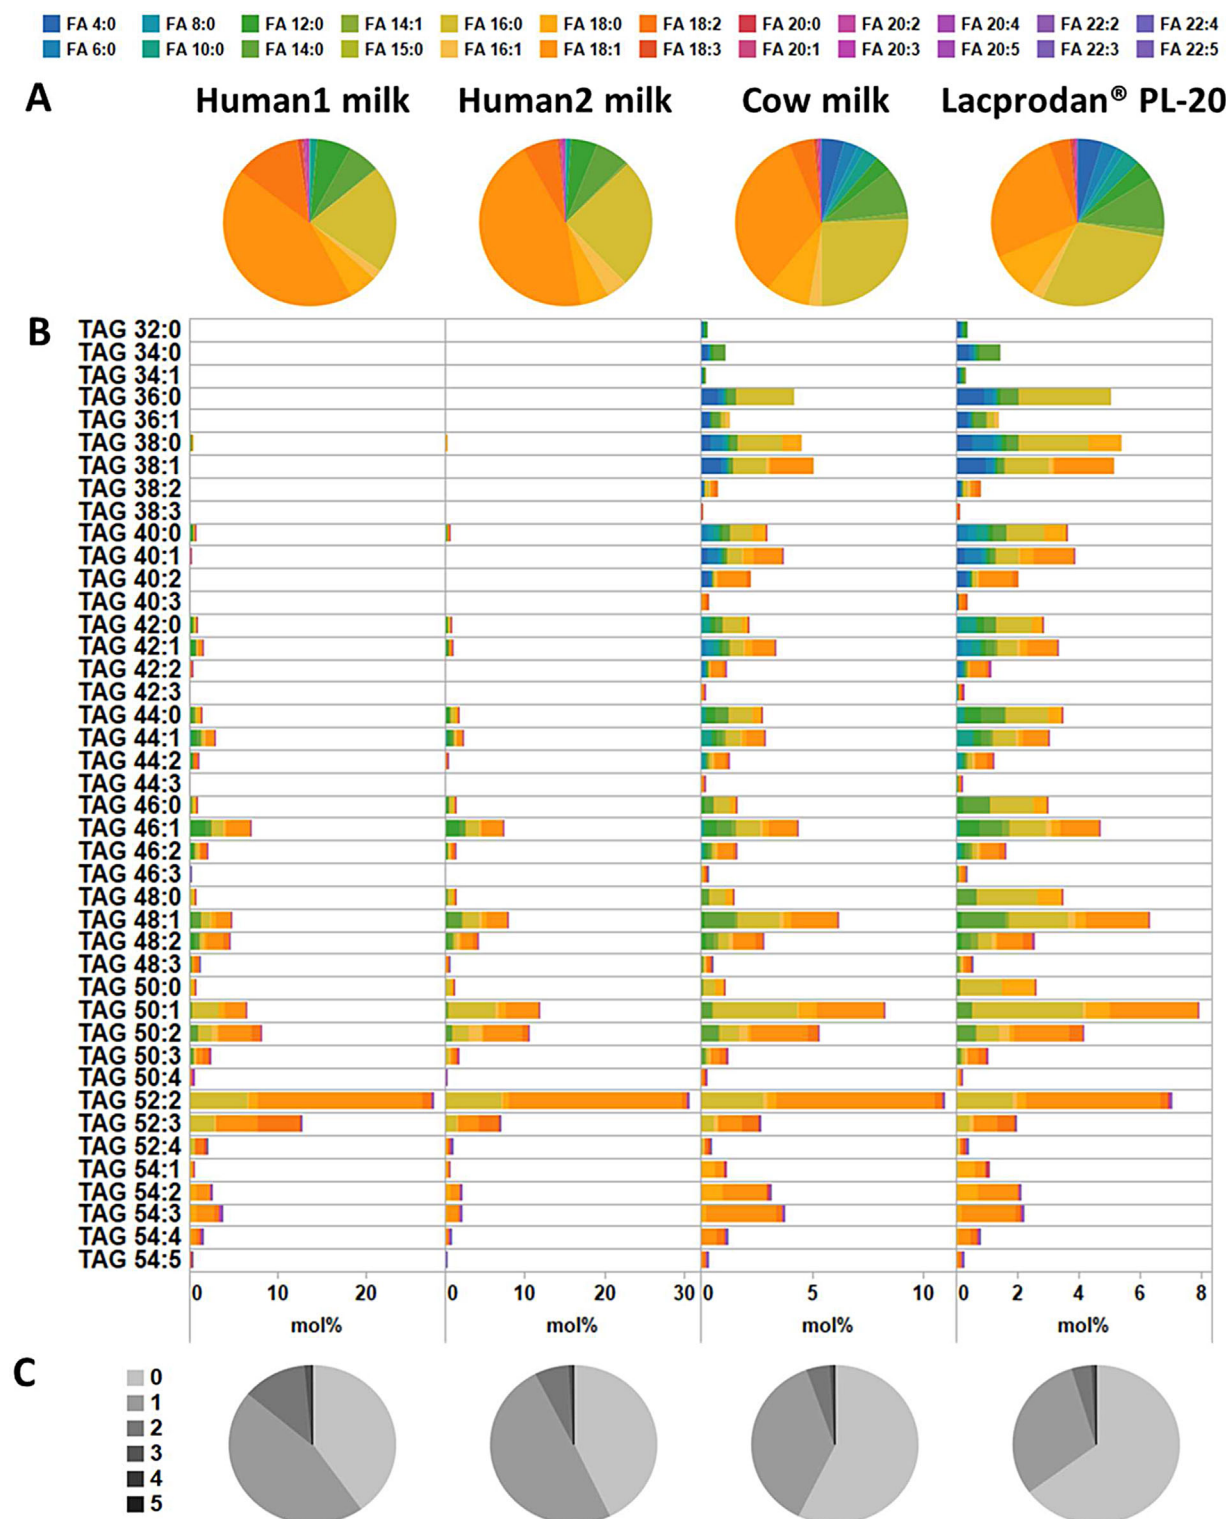 FA 4:0 FA 8:0 FA 12:0 FA 14:1 FA 16:0 FA 18:0 FA 18:2 FA 20:0 FA 20:2 FA 20:4 FA 22:2 FA 22:4
FA 6:0 FA 10:0 FA 14:0 FA 15:0 FA 16:1 FA 18:1 FA 18:3 FA 20:1 FA 20:3 FA 20:5 FA 22:3 FA 22:5
A Human1 milk Human2 milk Cow milk Lacprodan® PL-20
B
TAG 32:0
TAG 34:0
TAG 34:1
TAG 36:0
TAG 36:1
TAG 38:0
TAG 38:1
TAG 38:2
TAG 38:3
TAG 40:0
TAG 40:1
TAG 40:2
TAG 40:3
TAG 42:0
TAG 42:1
TAG 42:2
TAG 42:3
TAG 44:0
TAG 44:1
TAG 44:2
TAG 44:3
TAG 46:0
TAG 46:1
TAG 46:2
TAG 46:3
TAG 48:0
TAG 48:1
TAG 48:2
TAG 48:3
TAG 50:0
TAG 50:1
TAG 50:2
TAG 50:3
TAG 50:4
TAG 52:2
TAG 52:3
TAG 52:4
TAG 54:1
TAG 54:2
TAG 54:3
TAG 54:4
TAG 54:5
0 10 20 0 10 20 30 0 5 10 0 2 4 6 8
mol% mol% mol% mol%
C
0
1
2
3
4
5